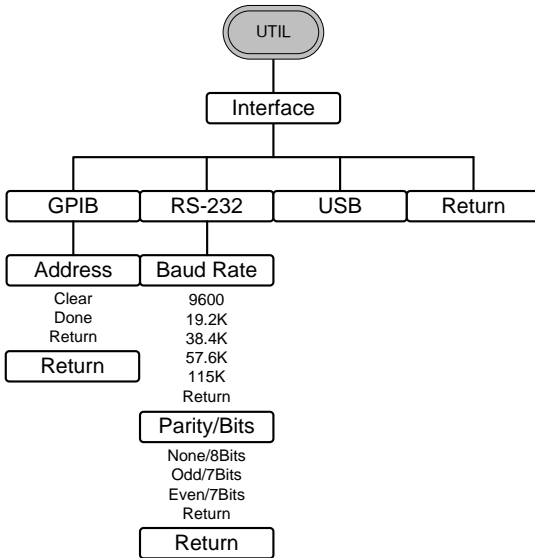 UTIL
Interface
GPIB
RS-232
USB
Return
Address
Clear
Done
Return
Return
Baud Rate
9600
19.2K
38.4K
57.6K
115K
Return
Parity/Bits
None/8Bits
Odd/7Bits
Even/7Bits
Return
Return